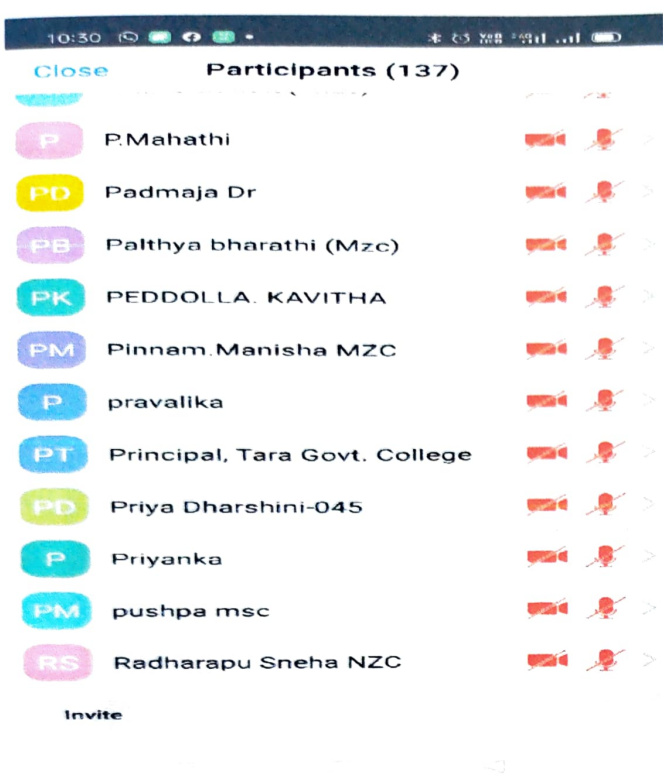 10:30
Close Participants (137)
P P.Mahathi
PD Padmaja Dr
PB Palthya bharathi (Mzc)
PK PEDDOLLA. KAVITHA
PM Pinnam.Manisha MZC
P pravalika
PT Principal, Tara Govt. College
PD Priya Dharshini-045
P Priyanka
PM pushpa msc
RS Radharapu Sneha NZC
Invite